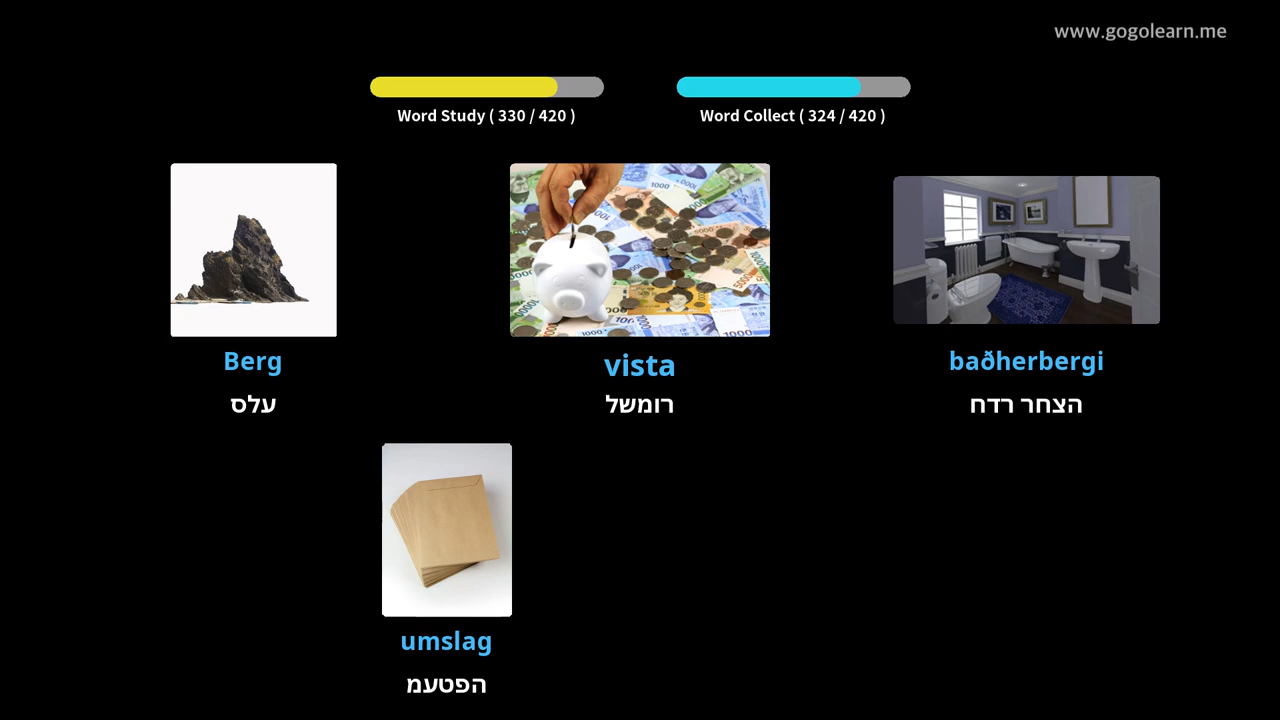 www.gogolearn.me
Word Study ( 330 / 420 )
Word Collect ( 324 / 420 )
Berg
עלס
vista
רומשל
baðherbergi
הצחר רדח
umslag
הפטעמ